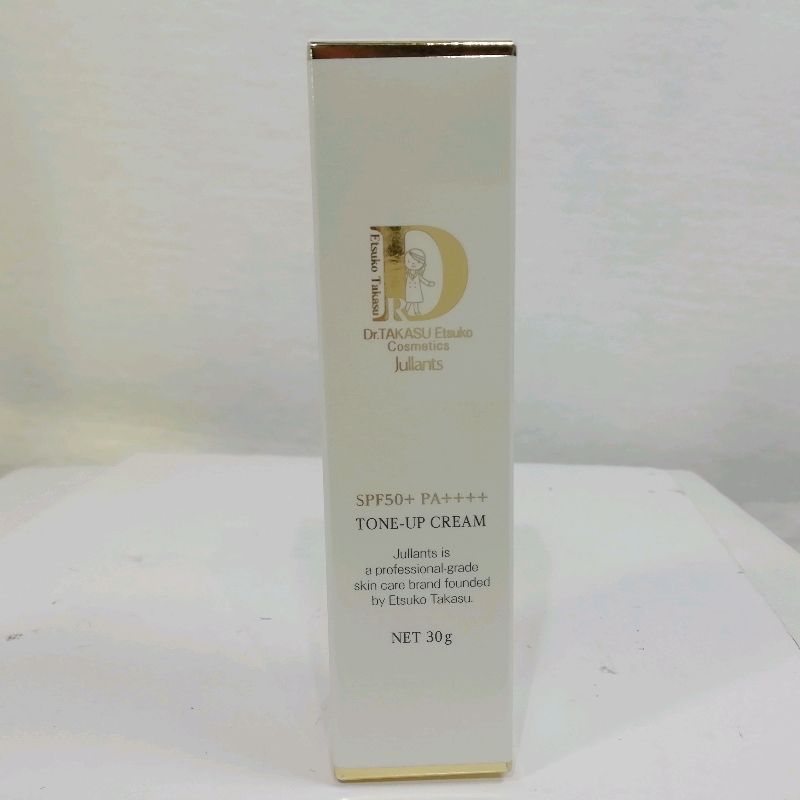 Etsuko Takasu
DR
Dr.TAKASU Etsuko
Cosmetics
Jullants
SPF50+ PA++++
TONE-UP CREAM
Jullants is
a professional-grade
skin care brand founded
by Etsuko Takasu.
NET 30g